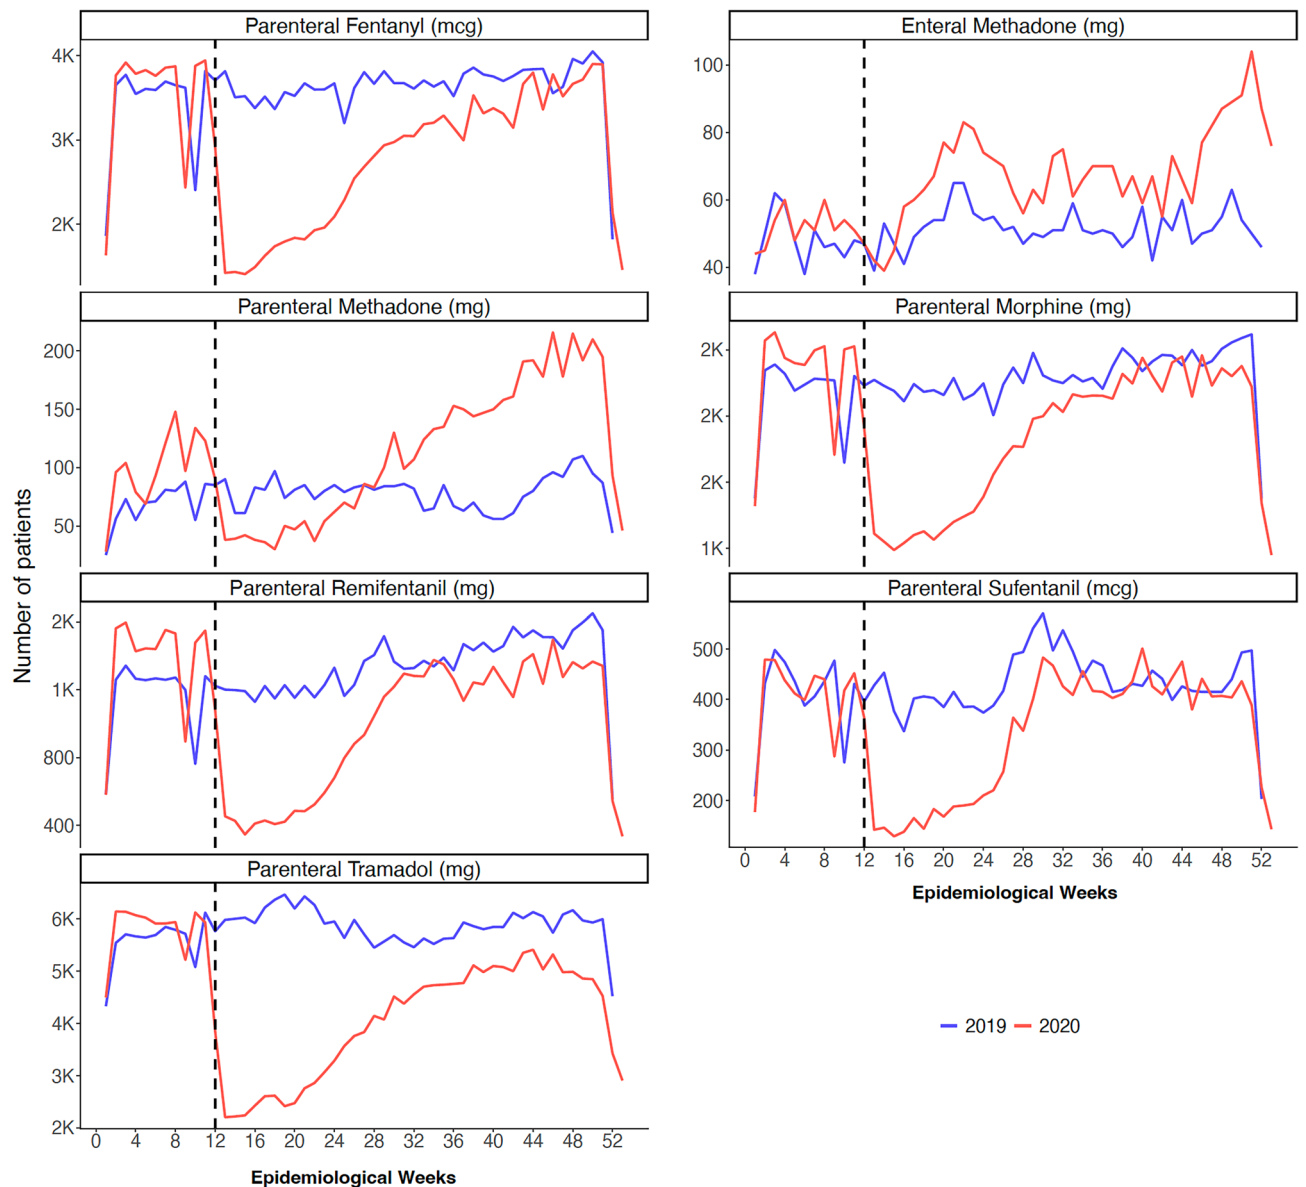 Parenteral Fentanyl (mcg)
4K
3K
2K
Enteral Methadone (mg)
100
80
60
40
Parenteral Methadone (mg)
200
150
100
50
Parenteral Morphine (mg)
2K
2K
2K
1K
Number of patients
Parenteral Remifentanil (mg)
2K
1K
800
400
Parenteral Sufentanil (mcg)
500
400
300
200
0 4 8 12 16 20 24 28 32 36 40 44 48 52
Epidemiological Weeks
Parenteral Tramadol (mg)
6K
5K
4K
3K
2K
0 4 8 12 16 20 24 28 32 36 40 44 48 52
Epidemiological Weeks
2019 2020